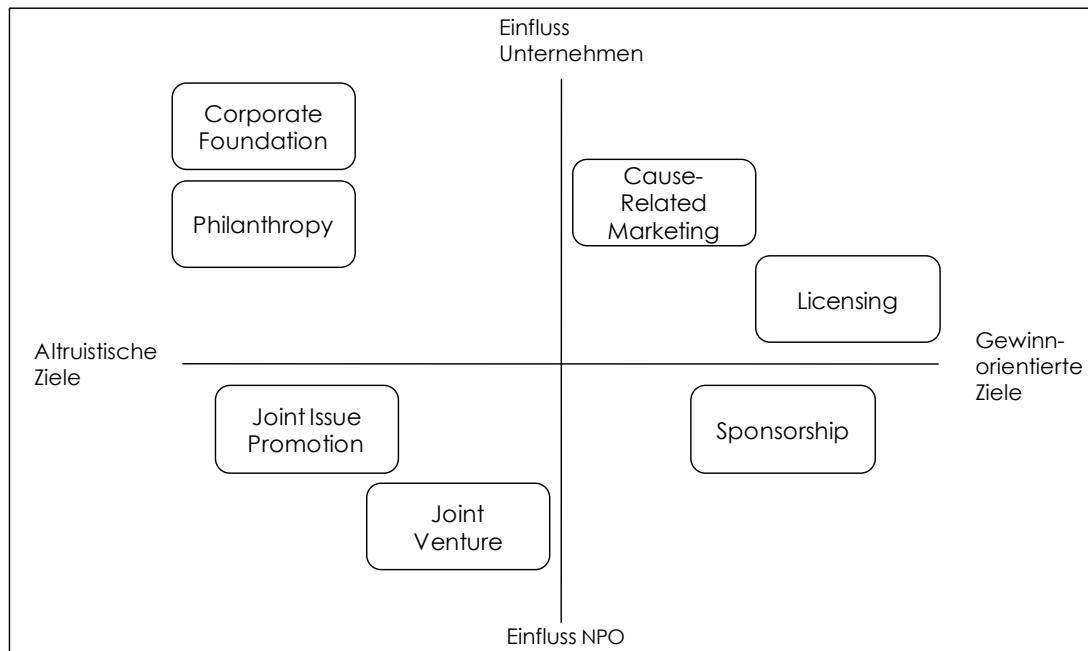 Einfluss
Unternehmen
Corporate
Foundation
Philanthropy
Cause-
Related
Marketing
Licensing
Altruistische
Ziele
Gewinn-
orientierte
Ziele
Joint Issue
Promotion
Sponsorship
Joint
Venture
Einfluss NPO